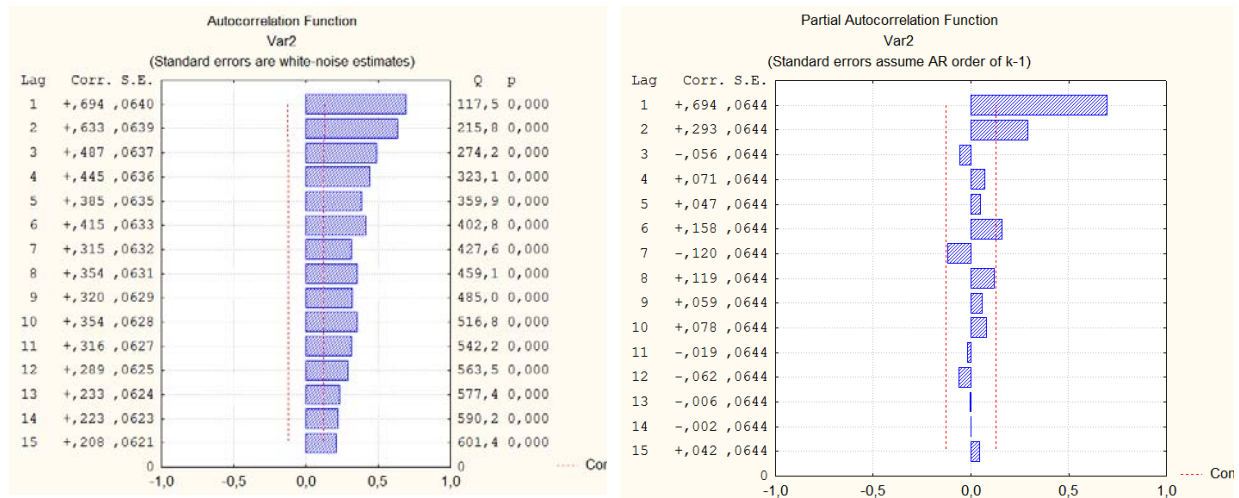 Autocorrelation Function
Var2
(Standard errors are white-noise estimates)
Lag Corr. S.E. Q p
1 +,694 ,0640 117,5 0,000
2 +,633 ,0639 215,8 0,000
3 +,487 ,0637 274,2 0,000
4 +,445 ,0636 323,1 0,000
5 +,385 ,0635 359,9 0,000
6 +,415 ,0633 402,8 0,000
7 +,315 ,0632 427,6 0,000
8 +,354 ,0631 459,1 0,000
9 +,320 ,0629 485,0 0,000
10 +,354 ,0628 516,8 0,000
11 +,316 ,0627 542,2 0,000
12 +,289 ,0625 563,5 0,000
13 +,233 ,0624 577,4 0,000
14 +,223 ,0623 590,2 0,000
15 +,208 ,0621 601,4 0,000
0 0
-1,0 -0,5 0,0 0,5 1,0
Con
Partial Autocorrelation Function
Var2
(Standard errors assume AR order of k-1)
Lag Corr. S.E.
1 +,694 ,0644
2 +,293 ,0644
3 -,056 ,0644
4 +,071 ,0644
5 +,047 ,0644
6 +,158 ,0644
7 -,120 ,0644
8 +,119 ,0644
9 +,059 ,0644
10 +,078 ,0644
11 -,019 ,0644
12 -,062 ,0644
13 -,006 ,0644
14 -,002 ,0644
15 +,042 ,0644
0
-1,0 -0,5 0,0 0,5 1,0
Con